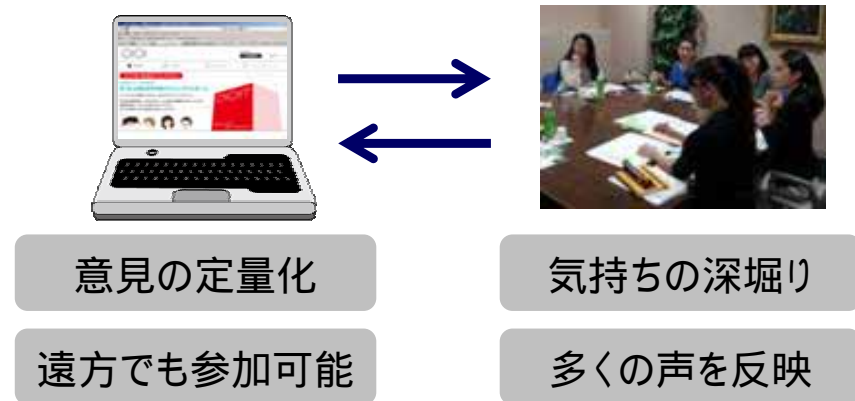 意見の定量化
気持ちの深堀り
遠方でも参加可能
多くの声を反映